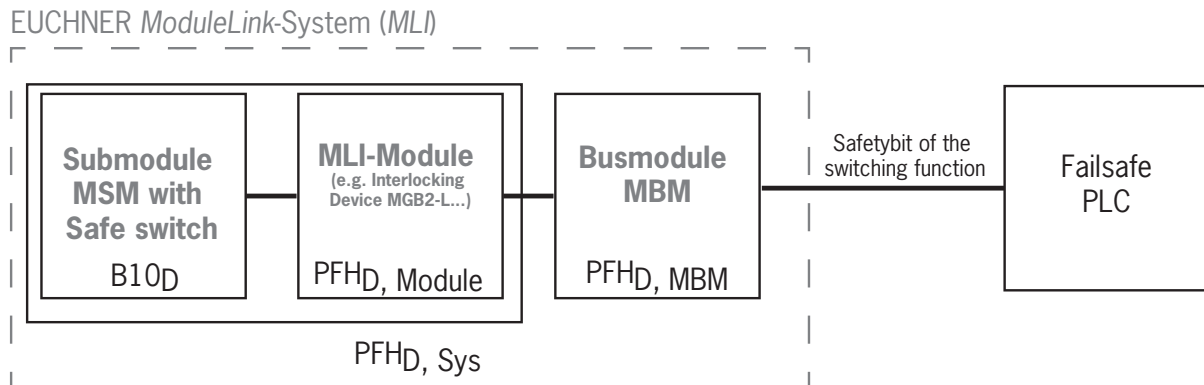 EUCHNER ModuleLink-System (MLI)
Submodule
MSM with
Safe switch
B10D
MLI-Module
(e.g. Interlocking
Device MGB2-L...)
PFHD, Module
Busmodule
MBM
PFHD, MBM
PFHD, Sys
Safetybit of the
switching function
Failsafe
PLC